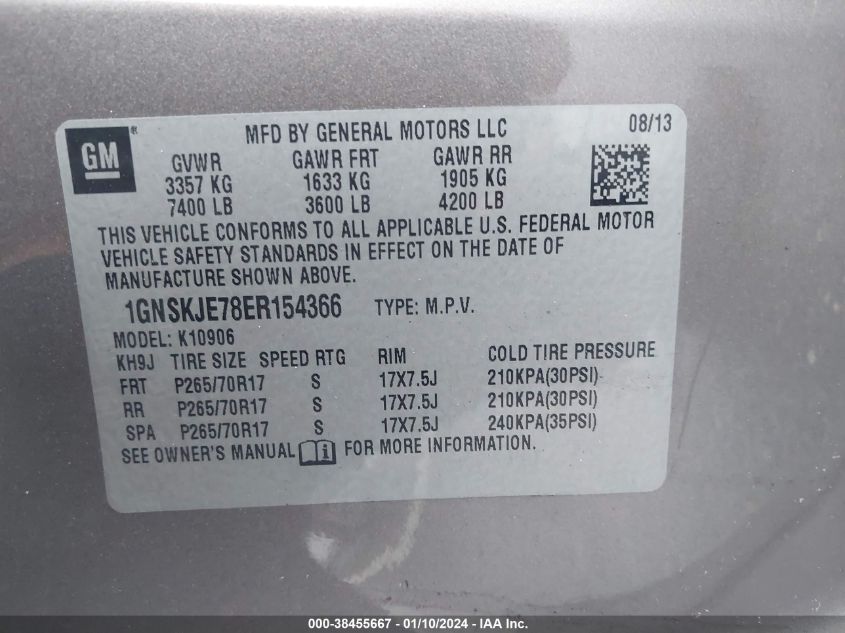 GM ®
MFD BY GENERAL MOTORS LLC 08/13
GVWR GAWR FRT GAWR RR
3357 KG 1633 KG 1905 KG
7400 LB 3600 LB 4200 LB
THIS VEHICLE CONFORMS TO ALL APPLICABLE U.S. FEDERAL MOTOR
VEHICLE SAFETY STANDARDS IN EFFECT ON THE DATE OF
MANUFACTURE SHOWN ABOVE.
1GNSKJE78ER154366 TYPE: M.P.V.
MODEL: K10906
KH9J TIRE SIZE SPEED RTG RIM COLD TIRE PRESSURE
FRT P265/70R17 S 17X7.5J 210KPA(30PSI)
RR P265/70R17 S 17X7.5J 210KPA(30PSI)
SPA P265/70R17 S 17X7.5J 240KPA(35PSI)
SEE OWNER'S MANUAL i FOR MORE INFORMATION.
000-38455667 - 01/10/2024 - IAA Inc.